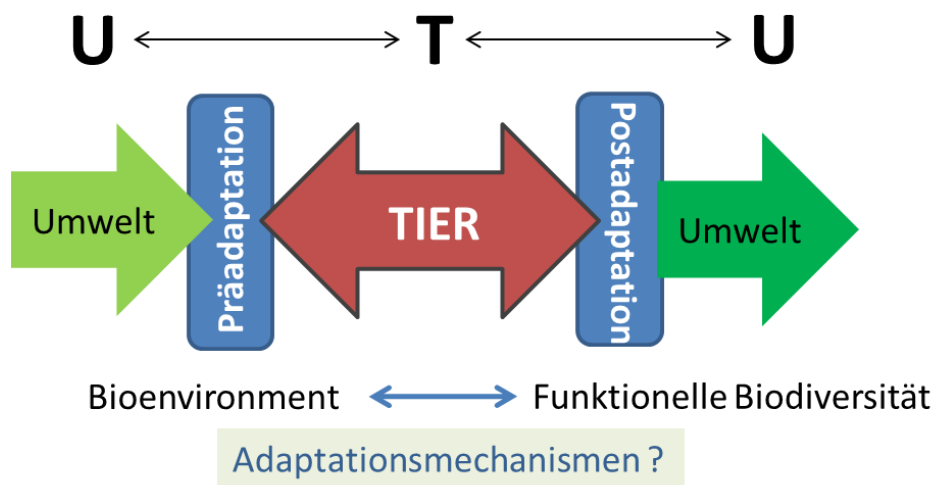 U T U
Umwelt
Präadaptation
TIER
Postadaptation
Umwelt
Bioenvironment Funktionelle Biodiversität
Adaptationsmechanismen ?